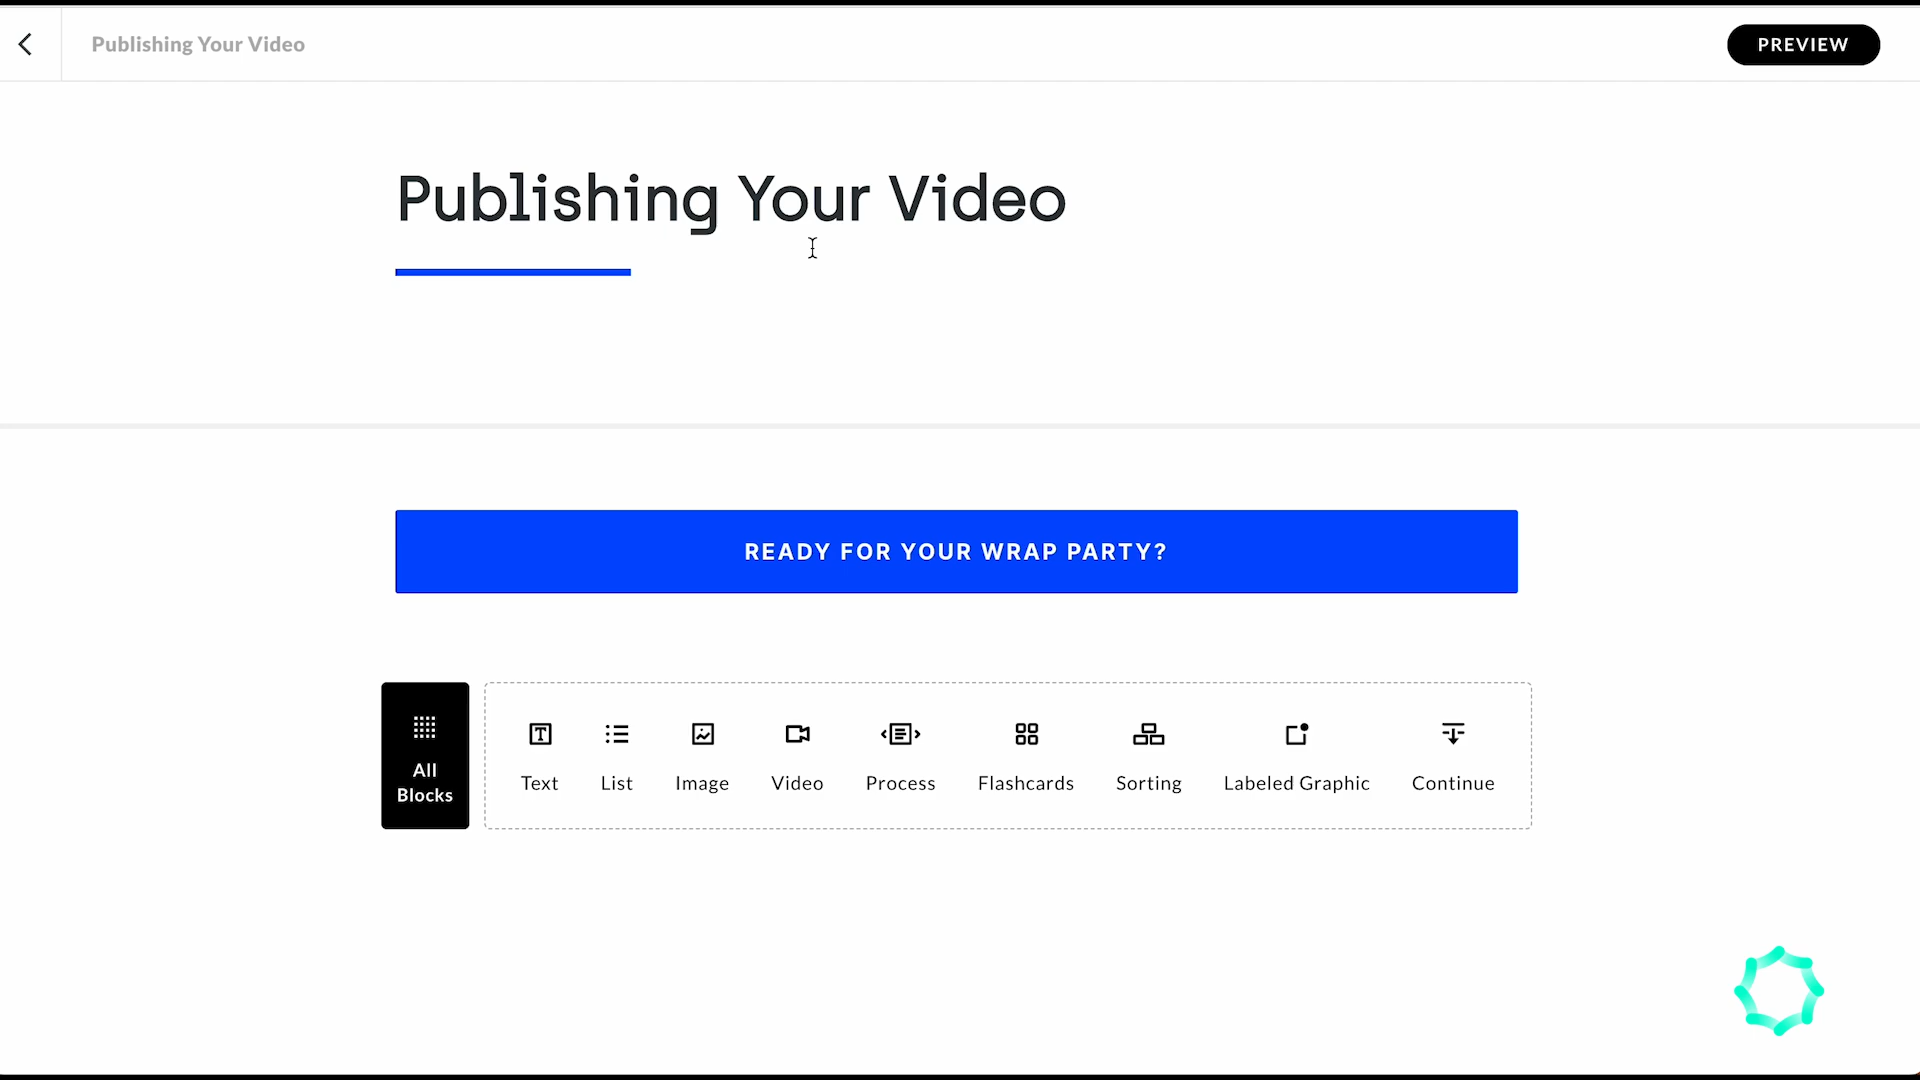 Publishing Your Video
PREVIEW
Publishing Your Video
READY FOR YOUR WRAP PARTY?
All
Blocks
Text
List
Image
Video
Process
Flashcards
Sorting
Labeled Graphic
Continue